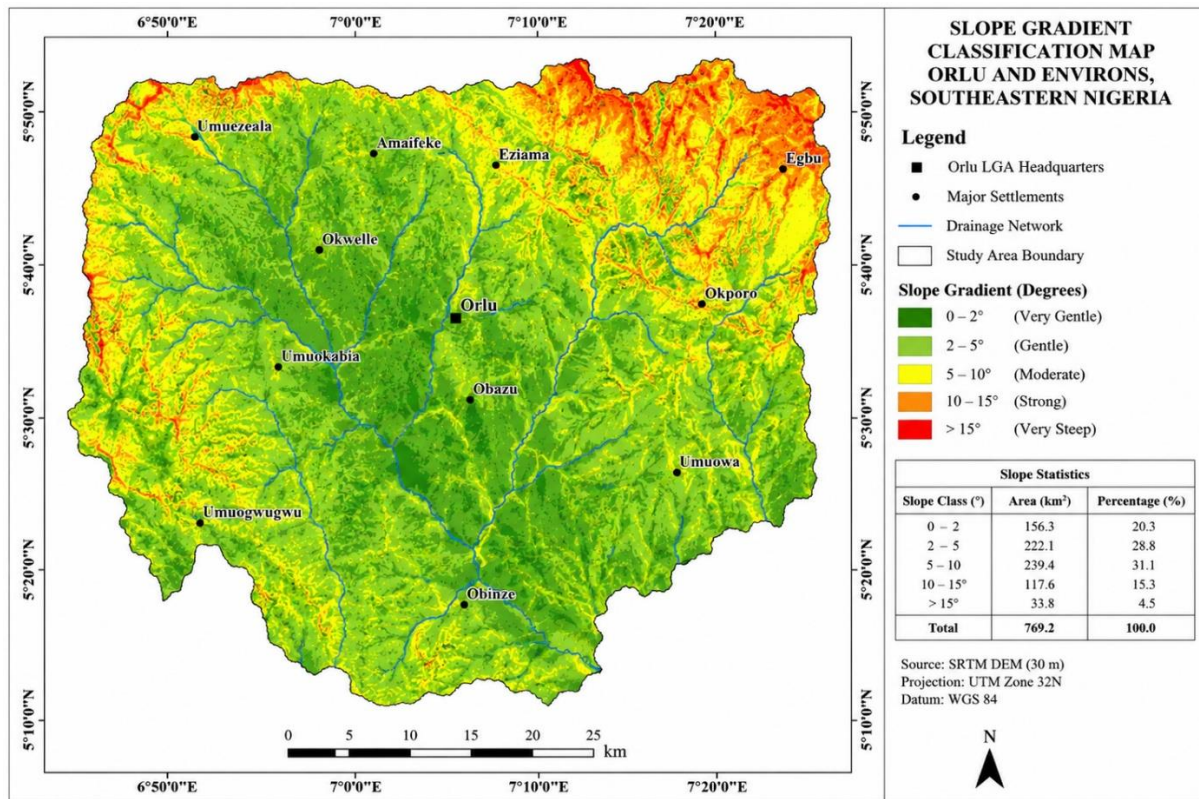 6°50'0"E
7°0'0"E
7°10'0"E
7°20'0"E
5°50'0"N
5°40'0"N
5°30'0"N
5°20'0"N
5°10'0"N
Umuezeala
Amaifeke
Eziama
Egbu
Okwelle
Okporo
Orlu
Umuokabia
Obazu
Umuowa
Umuogwugwu
Obinze
0 5 10 15 20 25 km
5°50'0"N
5°40'0"N
5°30'0"N
5°20'0"N
5°10'0"N
6°50'0"E
7°0'0"E
7°10'0"E
7°20'0"E
SLOPE GRADIENT
CLASSIFICATION MAP
ORLU AND ENVIRONS,
SOUTHEASTERN NIGERIA
Legend
Orlu LGA Headquarters
Major Settlements
Drainage Network
Study Area Boundary
Slope Gradient (Degrees)
0 – 2° (Very Gentle)
2 – 5° (Gentle)
5 – 10° (Moderate)
10 – 15° (Strong)
> 15° (Very Steep)
Slope Statistics
Slope Class (°) Area (km²) Percentage (%)
0 – 2 156.3 20.3
2 – 5 222.1 28.8
5 – 10 239.4 31.1
10 – 15° 117.6 15.3
> 15° 33.8 4.5
Total 769.2 100.0
Source: SRTM DEM (30 m)
Projection: UTM Zone 32N
Datum: WGS 84
N